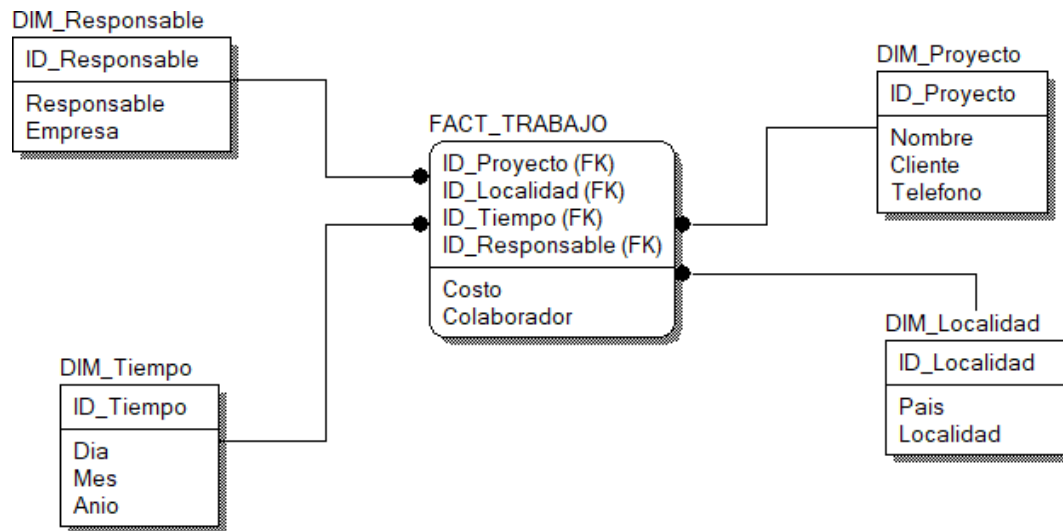 DIM_Responsable
ID_Responsable
Responsable
Empresa
DIM_Proyecto
ID_Proyecto
Nombre
Cliente
Telefono
FACT_TRABAJO
ID_Proyecto (FK)
ID_Localidad (FK)
ID_Tiempo (FK)
ID_Responsable (FK)
Costo
Colaborador
DIM_Tiempo
ID_Tiempo
Dia
Mes
Anio
DIM_Localidad
ID_Localidad
Pais
Localidad